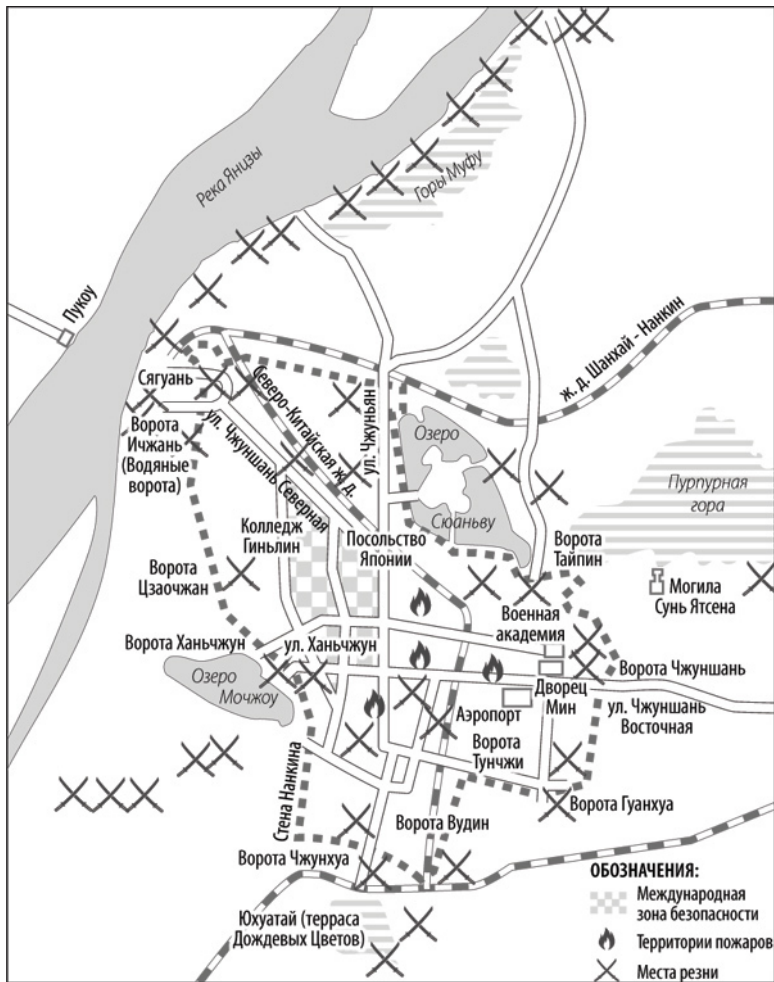 Река Янцзы
Горы Муфу
Пукоу
ж. д. Шанхай - Нанкин
Сягуань
Северо-Китайская ж. д.
ул. Чжуньян
Ворота
Ичжань
(Водяные
ворота)
ул. Чжуншань Северная
Озеро
Сюаньву
Пурпурная
гора
Колледж
Гиньлин
Посольство
Японии
Ворота
Тайпин
Ворота
Цзаочжан
Могила
Сунь Ятсена
Военная
академия
Ворота Ханьчжун
ул. Ханьчжун
Ворота Чжуншань
Озеро
Мочжоу
Дворец
Мин
ул. Чжуншань
Восточная
Аэропорт
Ворота
Тунчжи
Стена Нанкина
Ворота Гуанхуа
Ворота Вудин
Ворота Чжунхуа
Юхуатай (терраса
Дождевых Цветов)
ОБОЗНАЧЕНИЯ:
Международная
зона безопасности
Территории пожаров
Места резни